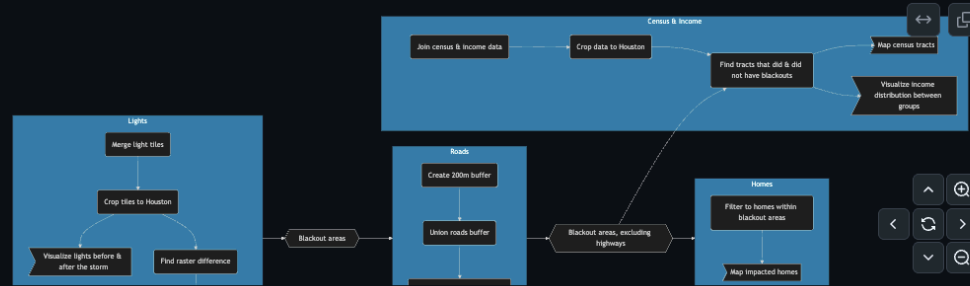 Census & Income
Join census & income data
Crop data to Houston
Map census tracts
Find tracts that did & did
not have blackouts
Visualize income
distribution between
groups
Lights
Merge light tiles
Crop tiles to Houston
Visualize lights before &
after the storm
Find raster difference
Blackout areas
Roads
Create 200m buffer
Union roads buffer
Blackout areas, excluding
highways
Homes
Filter to homes within
blackout areas
Map impacted homes